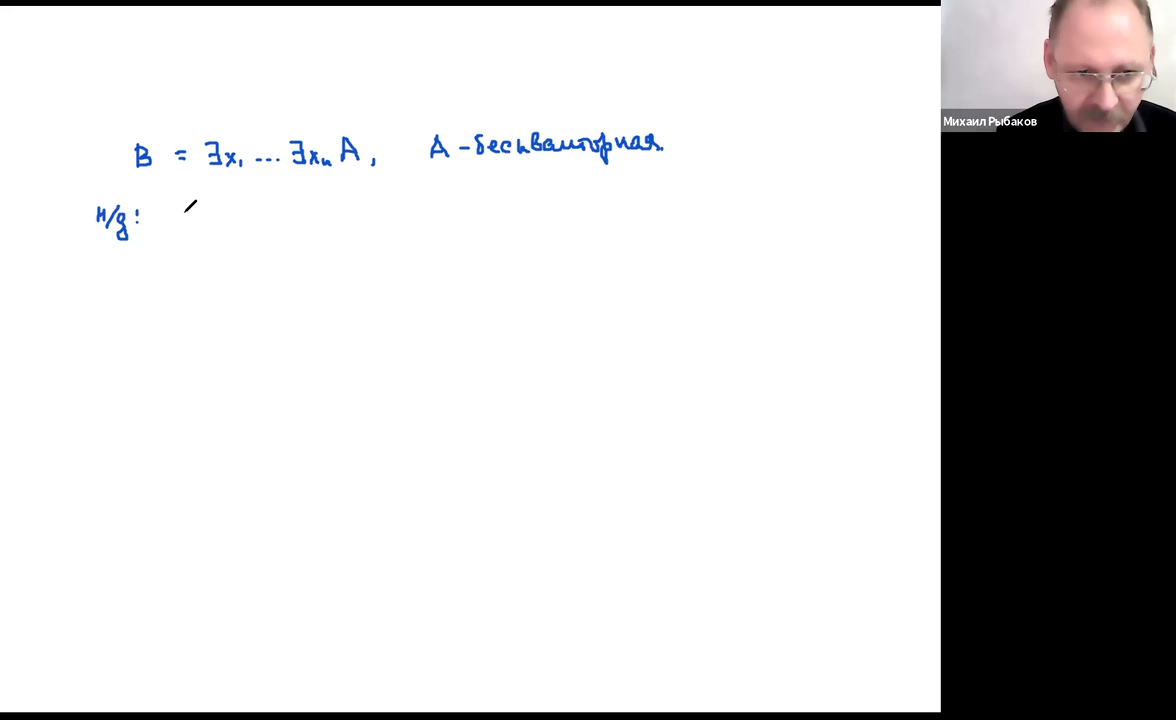 B = ∃x₁ ... ∃xₙ A, A - бескванторная.
н/д:
Михаил Рыбаков